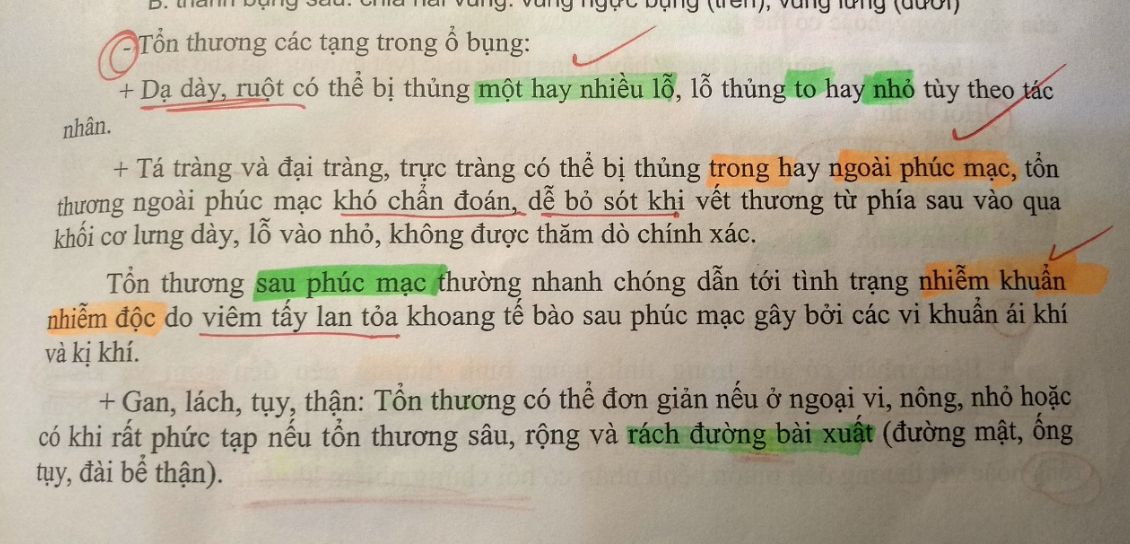 B. thành bụng sau: chia hai vùng: vùng ngực bụng (trên), vùng lưng (dưới)
- Tổn thương các tạng trong ổ bụng:
+ Dạ dày, ruột có thể bị thủng một hay nhiều lỗ, lỗ thủng to hay nhỏ tùy theo tác
nhân.
+ Tá tràng và đại tràng, trực tràng có thể bị thủng trong hay ngoài phúc mạc, tổn
thương ngoài phúc mạc khó chẩn đoán, dễ bỏ sót khi vết thương từ phía sau vào qua
khối cơ lưng dày, lỗ vào nhỏ, không được thăm dò chính xác.
Tổn thương sau phúc mạc thường nhanh chóng dẫn tới tình trạng nhiễm khuẩn
nhiễm độc do viêm tấy lan tỏa khoang tế bào sau phúc mạc gây bởi các vi khuẩn ái khí
và kị khí.
+ Gan, lách, tụy, thận: Tổn thương có thể đơn giản nếu ở ngoại vi, nông, nhỏ hoặc
có khi rất phức tạp nếu tổn thương sâu, rộng và rách đường bài xuất (đường mật, ống
tụy, đài bể thận).